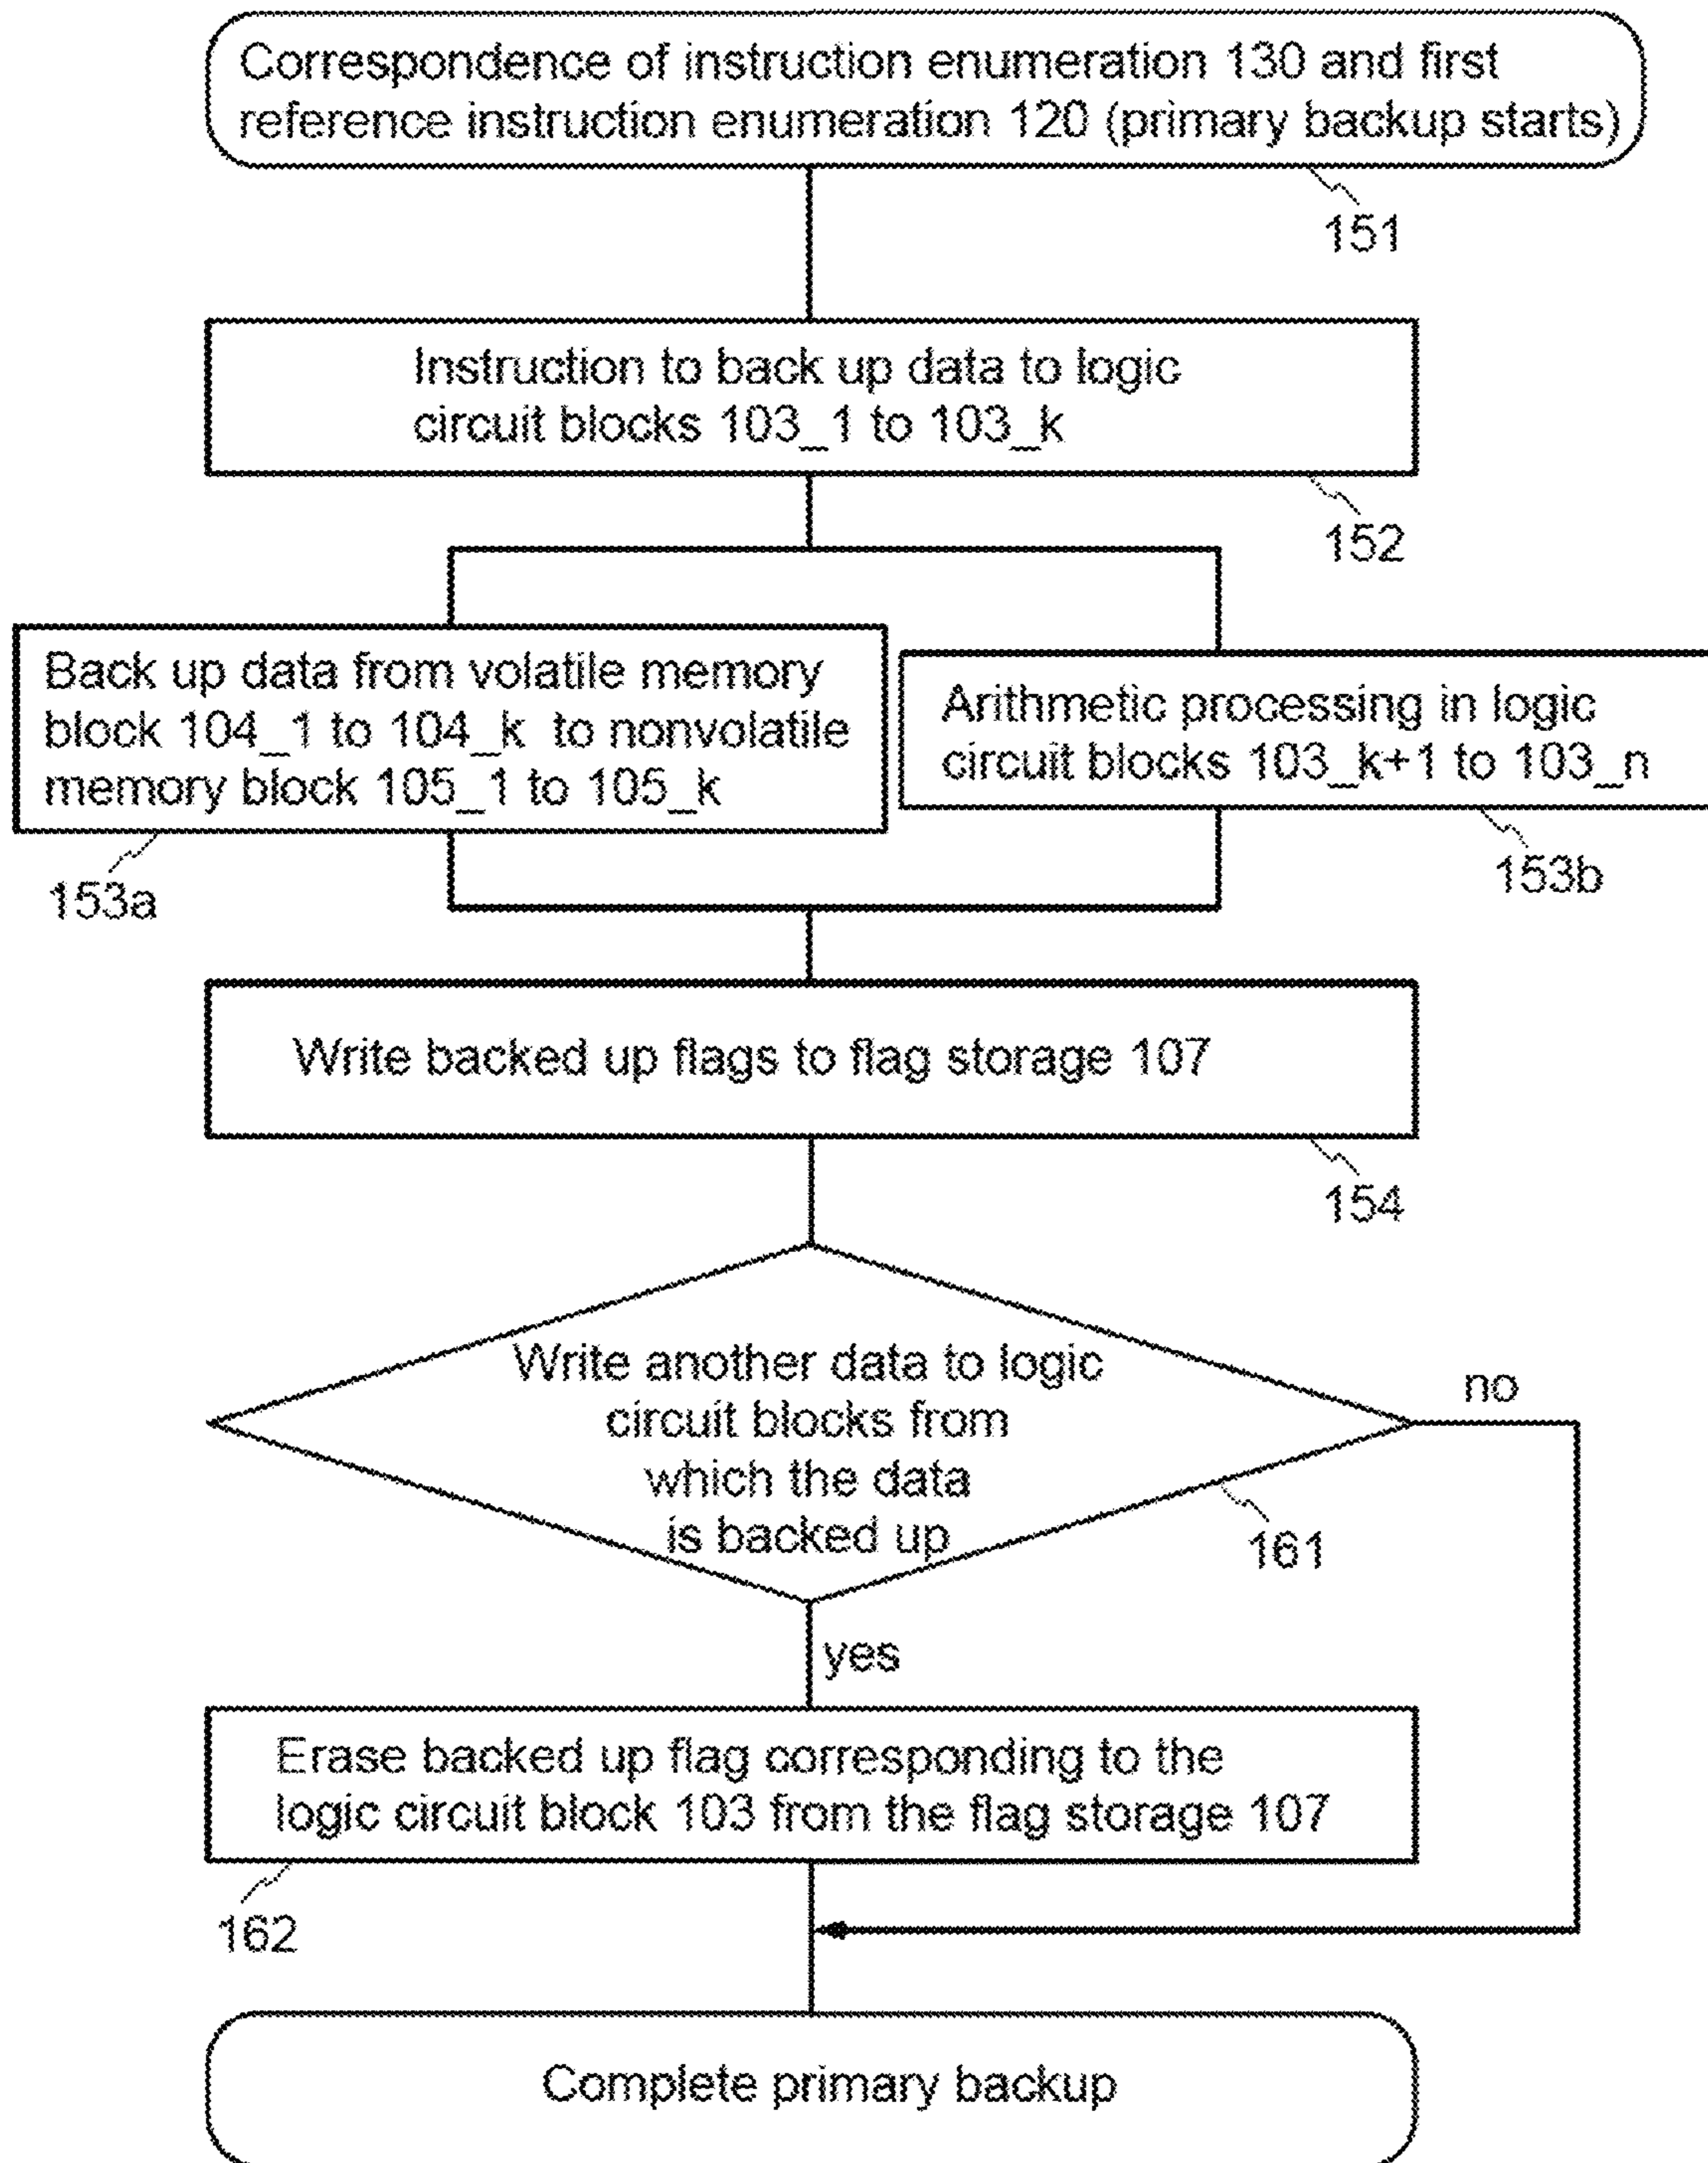 Correspondence of instruction enumeration 130 and first
reference instruction enumeration 120 (primary backup starts)
151
Instruction to back up data to logic
circuit blocks 103_1 to 103_k
152
Back up data from volatile memory
block 104_1 to 104_k to nonvolatile
memory block 105_1 to 105_k
153a
Arithmetic processing in logic
circuit blocks 103_k+1 to 103_n
153b
Write backed up flags to flag storage 107
154
Write another data to logic
circuit blocks from
which the data
is backed up
no
161
yes
Erase backed up flag corresponding to the
logic circuit block 103 from the flag storage 107
162
Complete primary backup